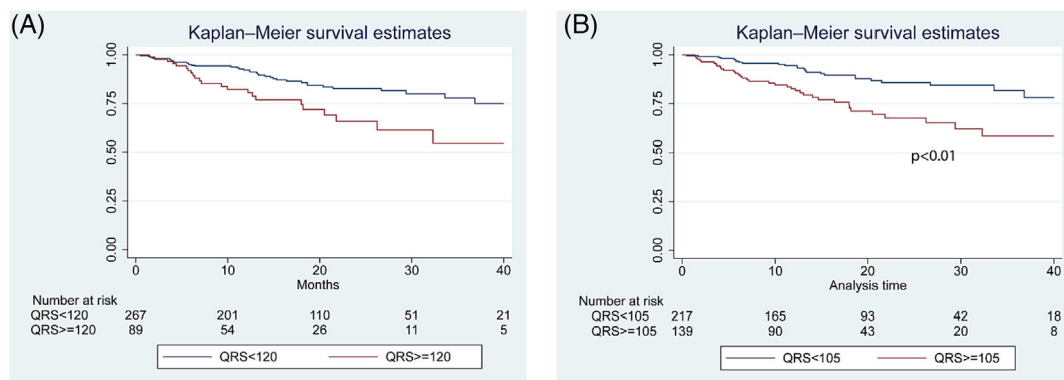 (A)
Kaplan–Meier survival estimates
1.00
0.75
0.50
0.25
0.00
0 10 20 30 40
Months
Number at risk
QRS<120 267 201 110 51 21
QRS>=120 89 54 26 11 5
QRS<120 QRS>=120
(B)
Kaplan–Meier survival estimates
1.00
0.75
0.50
0.25
0.00
p<0.01
0 10 20 30 40
Analysis time
Number at risk
QRS<105 217 165 93 42 18
QRS>=105 139 90 43 20 8
QRS<105 QRS>=105